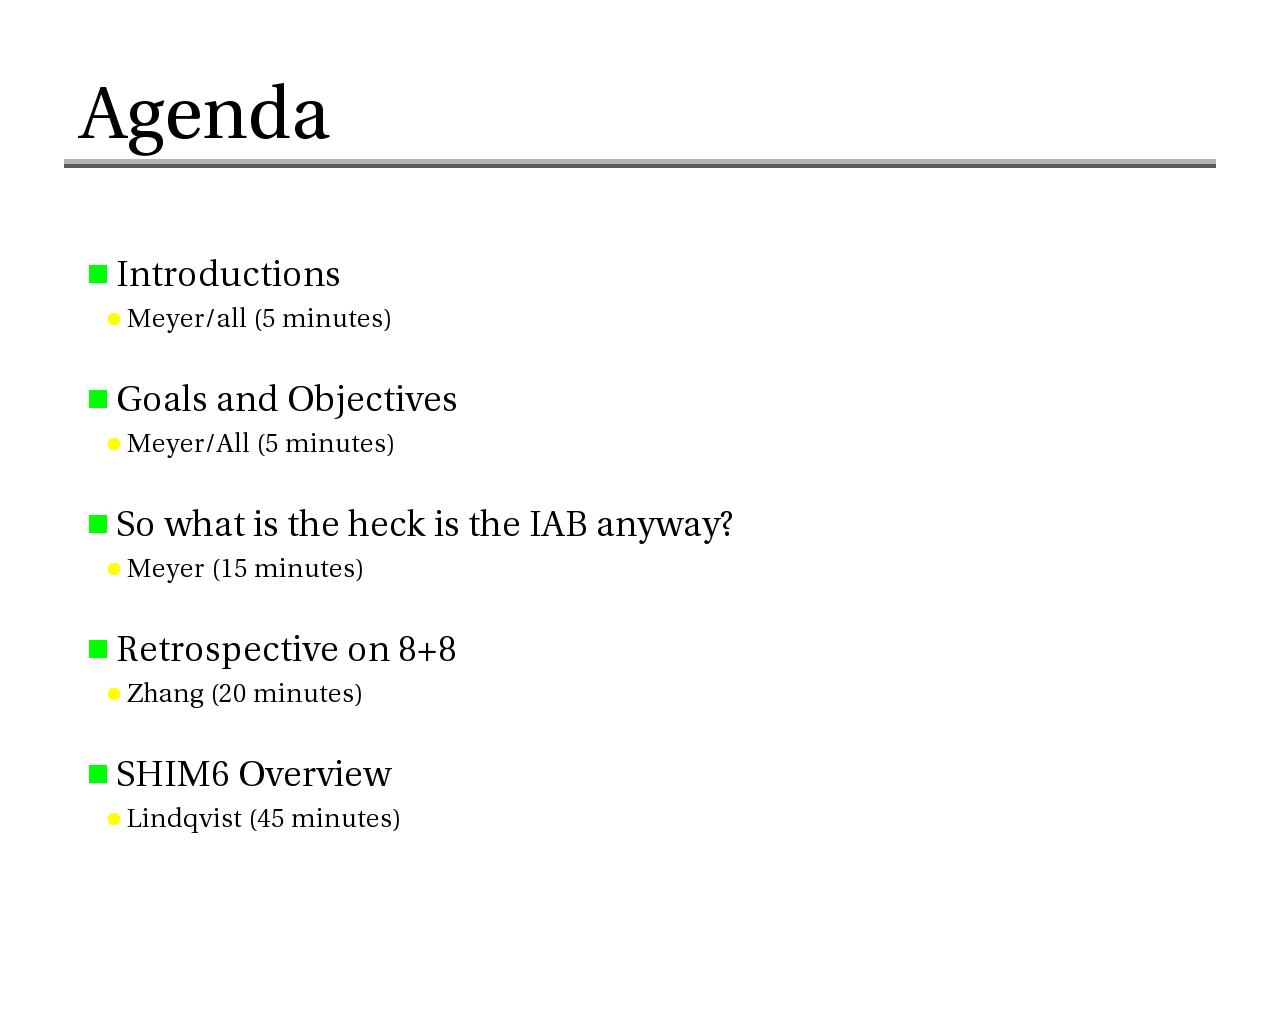 Agenda
Introductions
Meyer/all (5 minutes)
Goals and Objectives
Meyer/All (5 minutes)
So what is the heck is the IAB anyway?
Meyer (15 minutes)
Retrospective on 8+8
Zhang (20 minutes)
SHIM6 Overview
Lindqvist (45 minutes)